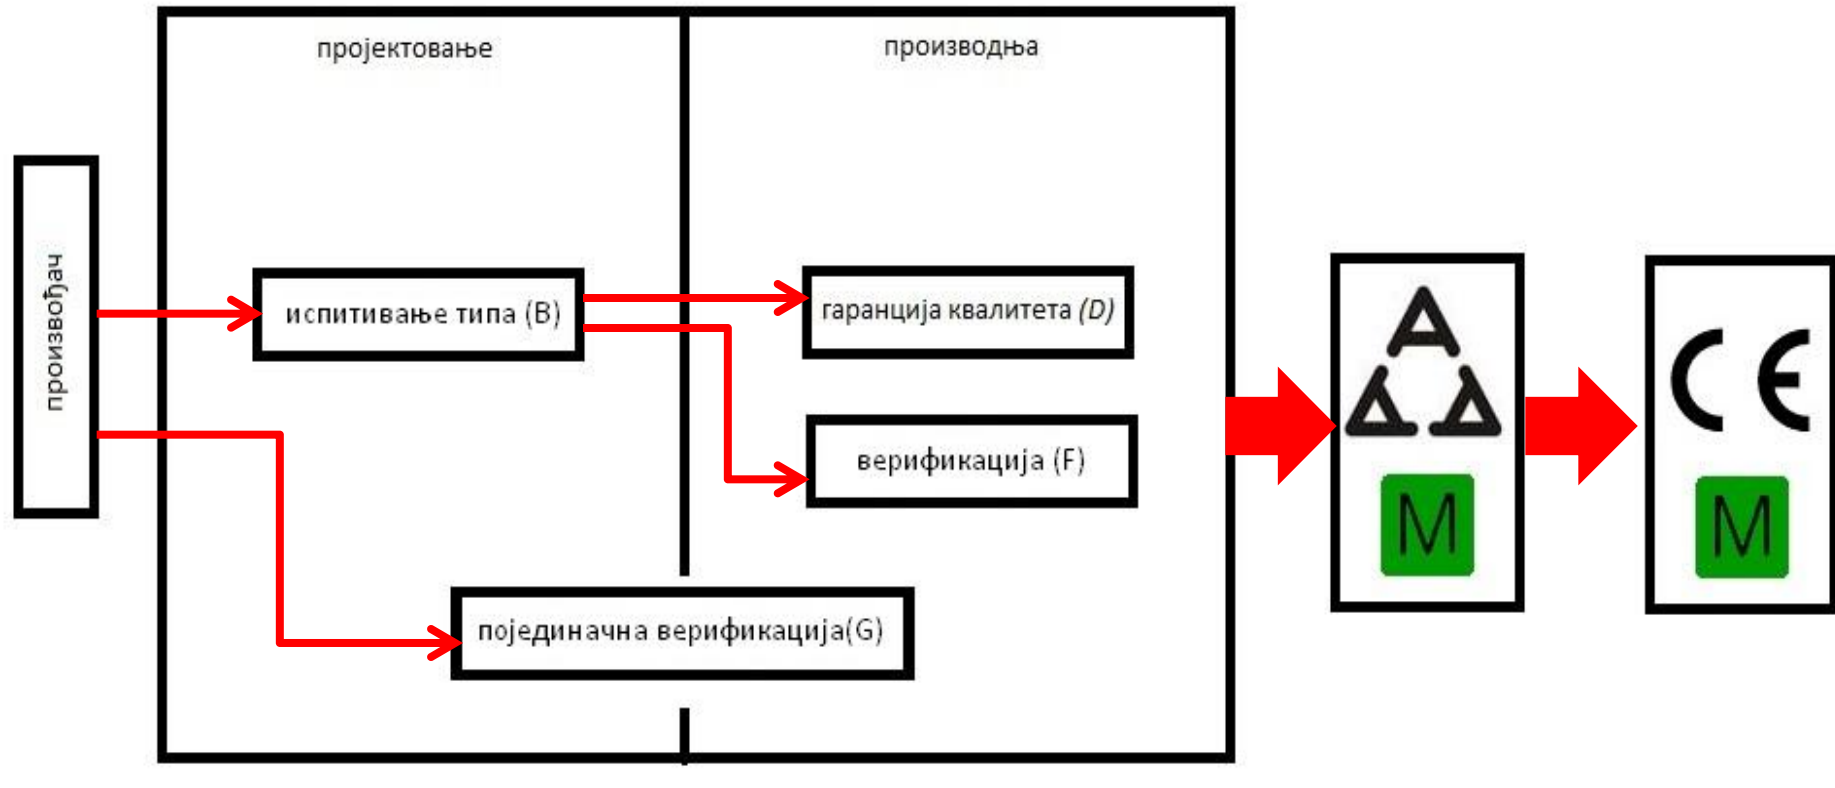 пројектовање
производња
произвођач
испитивање типа (B)
гаранција квалитета (D)
верификација (F)
појединачна верификација(G)
A
A A
M
CE
M